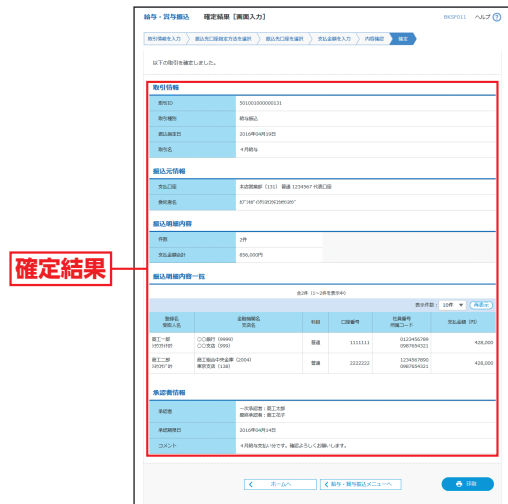 給与・賞与振込 確定結果［画面入力］ BKSF011 ヘルプ ?
取引情報を入力 振込先口座指定方法を選択 振込先口座を選択 支払金額を入力 内容確認 確定
以下の取引を確定しました。
取引情報
取引ID 501001000000131
取引種別 給与振込
振込指定日 2016年04月19日
取引名 4月給与
振込元情報
支払口座 本店営業部（131） 普通 1234567 代表口座
委託者名
振込明細内容
件数 2件
支払金額合計 856,000円
確定結果
振込明細内容一覧
全2件（1～2件を表示中）
表示件数： 10件 ▼ 再表示
登録名 金融機関名 科目 口座番号 社員番号 支払金額（円）
受取人名 支店名 所属コード
商工一郎 〇〇銀行（9999） 普通 1111111 0123456789 428,000
〇〇支店（999） 0987654321
商工二郎 商工組合中央金庫（2004） 普通 2222222 1234567890 428,000
東京支店（138） 0987654321
承認者情報
承認者 一次承認者：商工太郎
最終承認者：商工花子
承認期限日 2016年04月14日
コメント 4月給与支払い分です。確認よろしくお願いします。
ホームへ 給与・賞与振込メニューへ 印刷